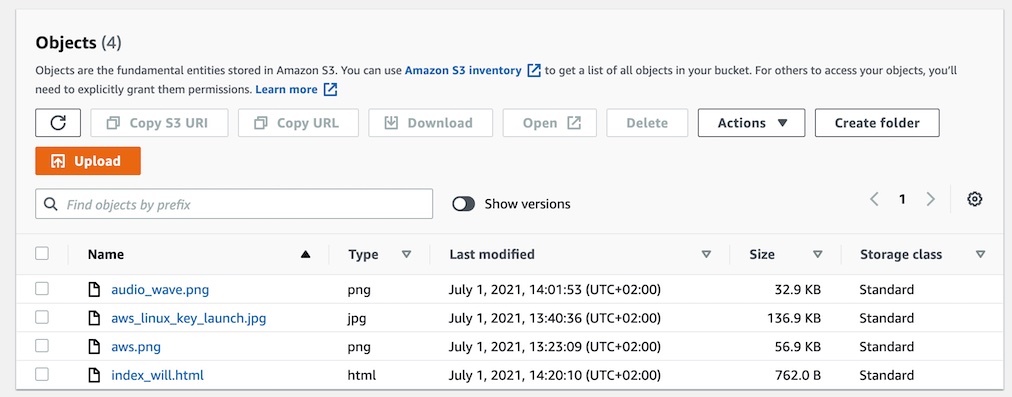 Objects (4)
Objects are the fundamental entities stored in Amazon S3. You can use Amazon S3 inventory to get a list of all objects in your bucket. For others to access your objects, you'll
need to explicitly grant them permissions. Learn more
Copy S3 URI Copy URL Download Open Delete Actions Create folder
Upload
Find objects by prefix Show versions 1
Name Type Last modified Size Storage class
audio_wave.png png July 1, 2021, 14:01:53 (UTC+02:00) 32.9 KB Standard
aws_linux_key_launch.jpg jpg July 1, 2021, 13:40:36 (UTC+02:00) 136.9 KB Standard
aws.png png July 1, 2021, 13:23:09 (UTC+02:00) 56.9 KB Standard
index_will.html html July 1, 2021, 14:20:10 (UTC+02:00) 762.0 B Standard